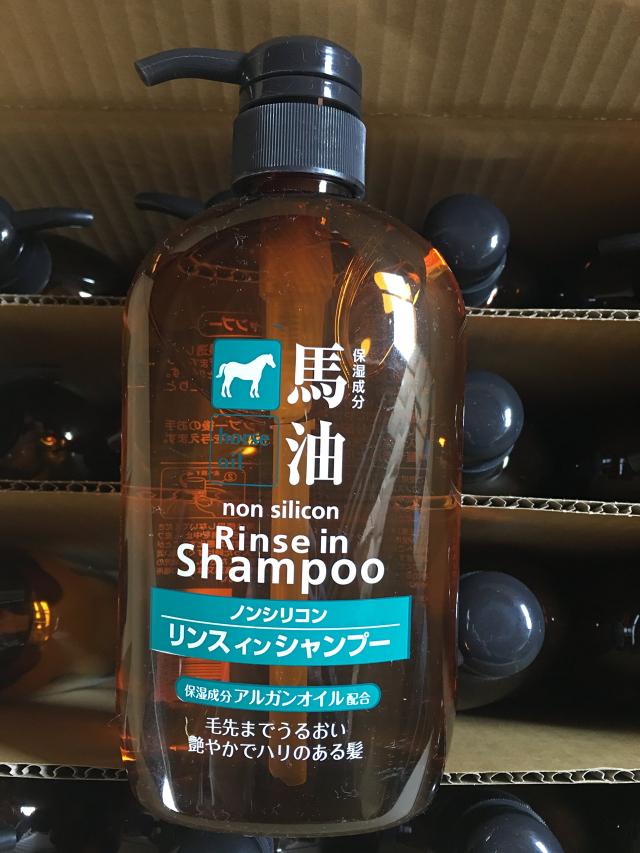 馬油
保湿成分
horse
oil
non silicon
Rinse in
Shampoo
ノンシリコン
リンスインシャンプー
保湿成分アルガンオイル配合
毛先までうるおい
艶やかでハリのある髪